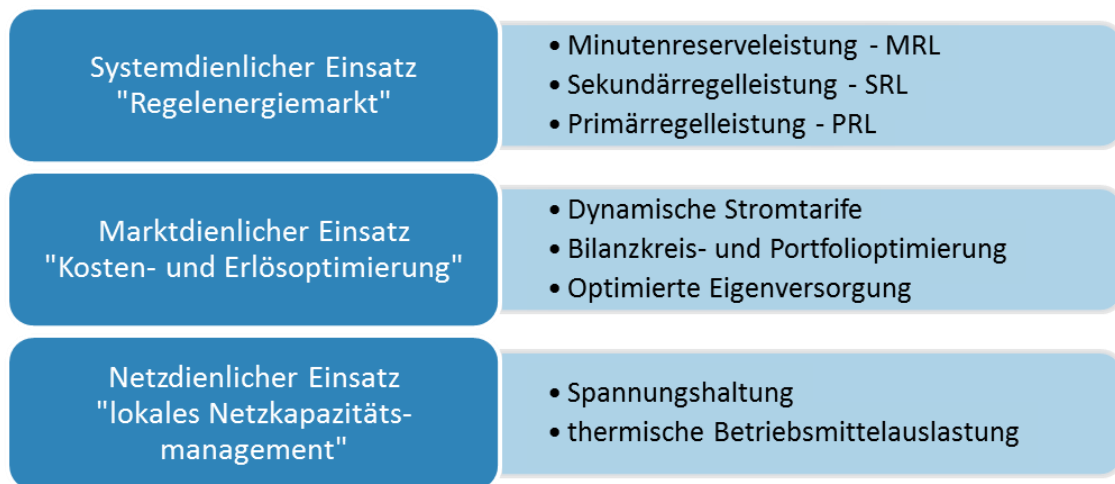 Systemdienlicher Einsatz
"Regelenergiemarkt"
• Minutenreserveleistung - MRL
• Sekundärregelleistung - SRL
• Primärregelleistung - PRL
Marktdienlicher Einsatz
"Kosten- und Erlösoptimierung"
• Dynamische Stromtarife
• Bilanzkreis- und Portfolioptimierung
• Optimierte Eigenversorgung
Netzdienlicher Einsatz
"lokales Netzkapazitäts-
management"
• Spannungshaltung
• thermische Betriebsmittelauslastung